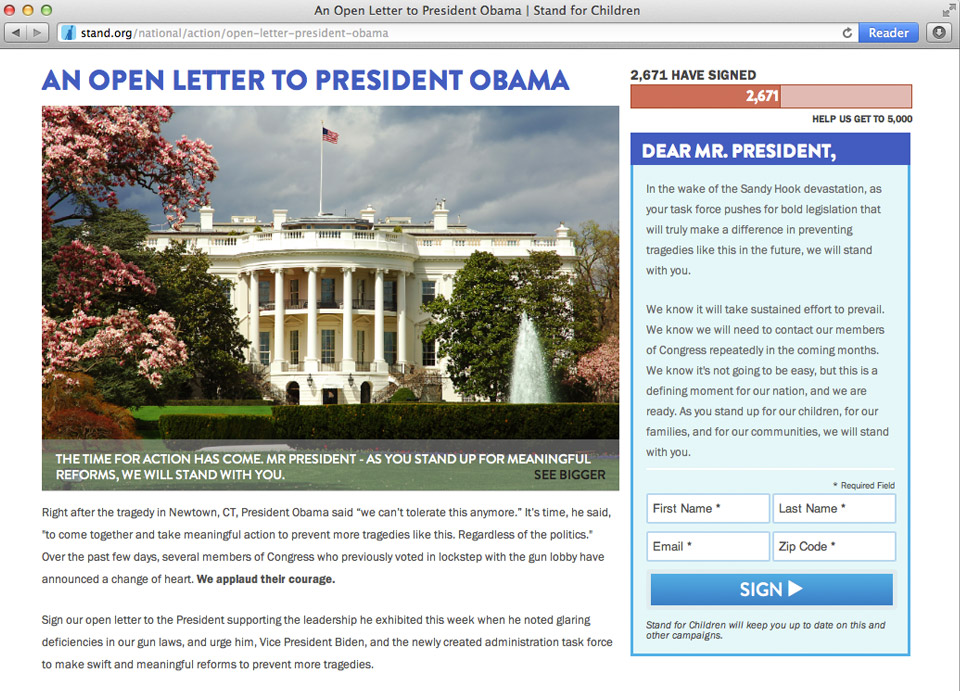 An Open Letter to President Obama | Stand for Children
stand.org/national/action/open-letter-president-obama
Reader
AN OPEN LETTER TO PRESIDENT OBAMA
THE TIME FOR ACTION HAS COME. MR PRESIDENT - AS YOU STAND UP FOR MEANINGFUL
REFORMS, WE WILL STAND WITH YOU.
SEE BIGGER
Right after the tragedy in Newtown, CT, President Obama said “we can’t tolerate this anymore.” It’s time, he said,
"to come together and take meaningful action to prevent more tragedies like this. Regardless of the politics."
Over the past few days, several members of Congress who previously voted in lockstep with the gun lobby have
announced a change of heart. We applaud their courage.
Sign our open letter to the President supporting the leadership he exhibited this week when he noted glaring
deficiencies in our gun laws, and urge him, Vice President Biden, and the newly created administration task force
to make swift and meaningful reforms to prevent more tragedies.
2,671 HAVE SIGNED
2,671
HELP US GET TO 5,000
DEAR MR. PRESIDENT,
In the wake of the Sandy Hook devastation, as
your task force pushes for bold legislation that
will truly make a difference in preventing
tragedies like this in the future, we will stand
with you.
We know it will take sustained effort to prevail.
We know we will need to contact our members
of Congress repeatedly in the coming months.
We know it's not going to be easy, but this is a
defining moment for our nation, and we are
ready. As you stand up for our children, for our
families, and for our communities, we will stand
with you.
* Required Field
First Name *
Last Name *
Email *
Zip Code *
SIGN
Stand for Children will keep you up to date on this and
other campaigns.